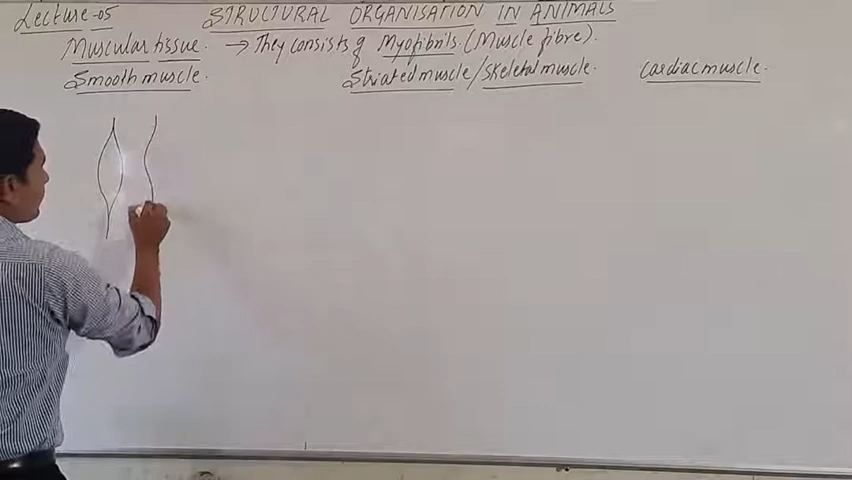 Lecture-05 STRUCTURAL ORGANISATION IN ANIMALS
Muscular tissue. → They consists of Myofibrils. (Muscle fibre).
Smooth muscle. Striated muscle/skeletal muscle. Cardiac muscle.